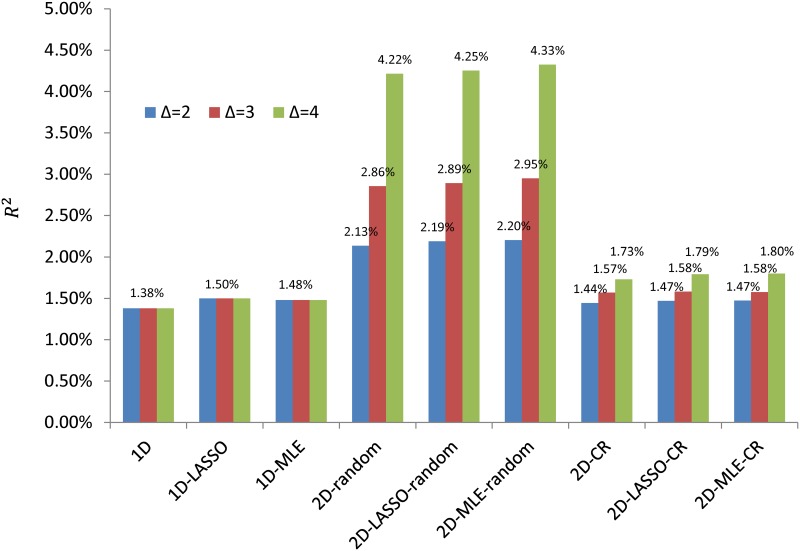 5.00%
4.50%
4.00%
3.50%
3.00%
2.50%
2.00%
1.50%
1.00%
0.50%
0.00%
R²
Δ=2 Δ=3 Δ=4
1.38%
1.50%
1.48%
2.13%
2.86%
4.22%
2.19%
2.89%
4.25%
2.20%
2.95%
4.33%
1.44%
1.57%
1.73%
1.47%
1.58%
1.79%
1.47%
1.58%
1.80%
1D
1D-LASSO
1D-MLE
2D-random
2D-LASSO-random
2D-MLE-random
2D-CR
2D-LASSO-CR
2D-MLE-CR